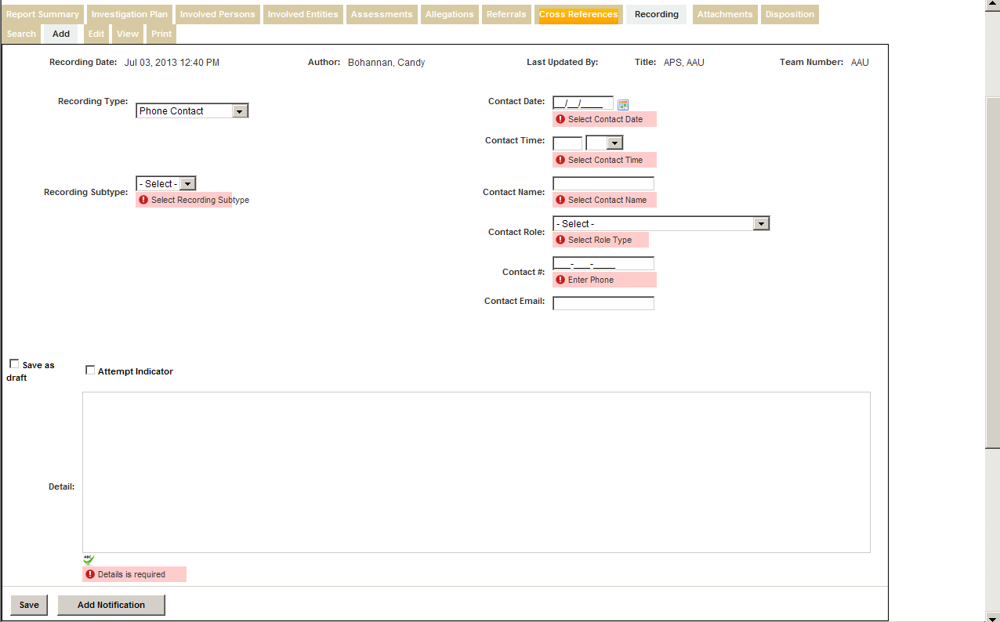 Report Summary Investigation Plan Involved Persons Involved Entities Assessments Allegations Referrals Cross References Recording Attachments Disposition
Search Add Edit View Print
Recording Date: Jul 03, 2013 12:40 PM Author: Bohannan, Candy Last Updated By: Title: APS, AAU Team Number: AAU
Recording Type: Phone Contact Contact Date: __/__/____
Select Contact Date
Contact Time:
Select Contact Time
Recording Subtype: - Select - Contact Name:
Select Recording Subtype Select Contact Name
Contact Role: - Select -
Select Role Type
Contact #: ___-___-____
Enter Phone
Contact Email:
Save as draft Attempt Indicator
Detail:
ABC
Details is required
Save Add Notification